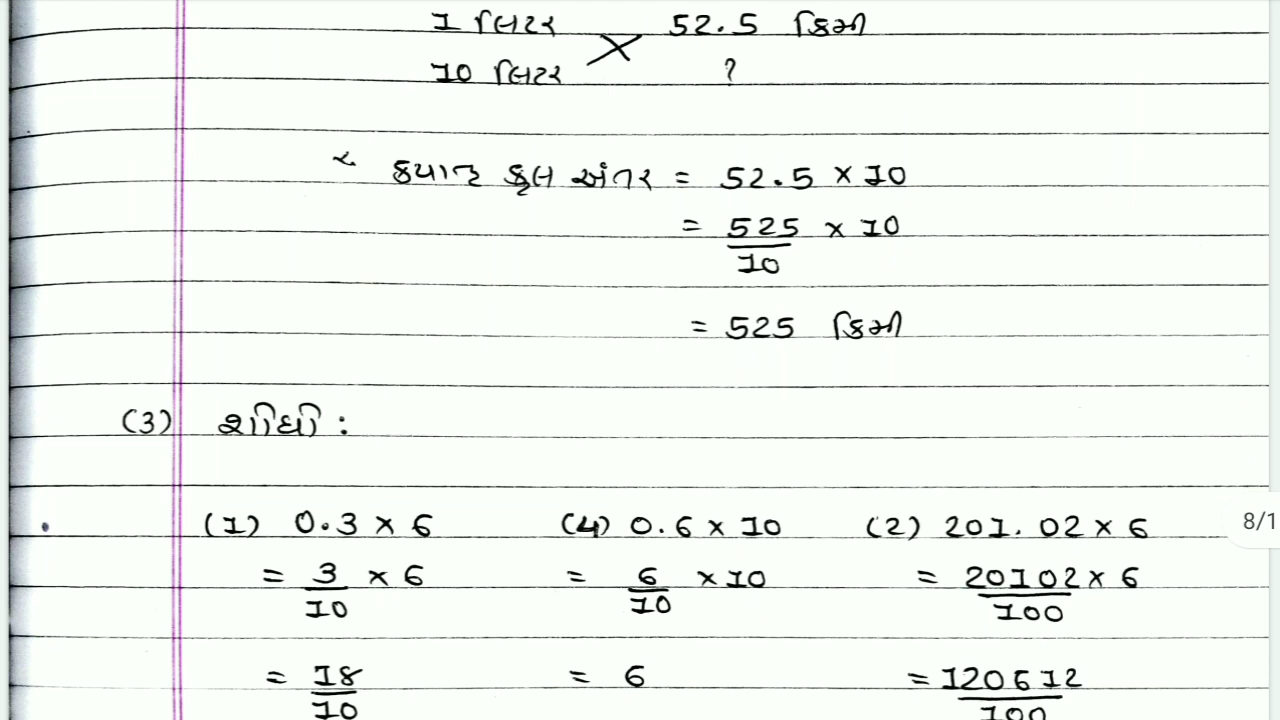 1 લિટર × 52.5 કિમી
10 લિટર ?
કપાતૂ કૂલ અંતર = 52.5 × 10
= 525/10 × 10
= 525 કિમી
(3) શોધો :
(1) 0.3 × 6 (4) 0.6 × 10 (2) 201.02 × 6
= 3/10 × 6 = 6/10 × 10 = 20102 × 6/100
= 18/10 = 6 = 120612/100
8/1